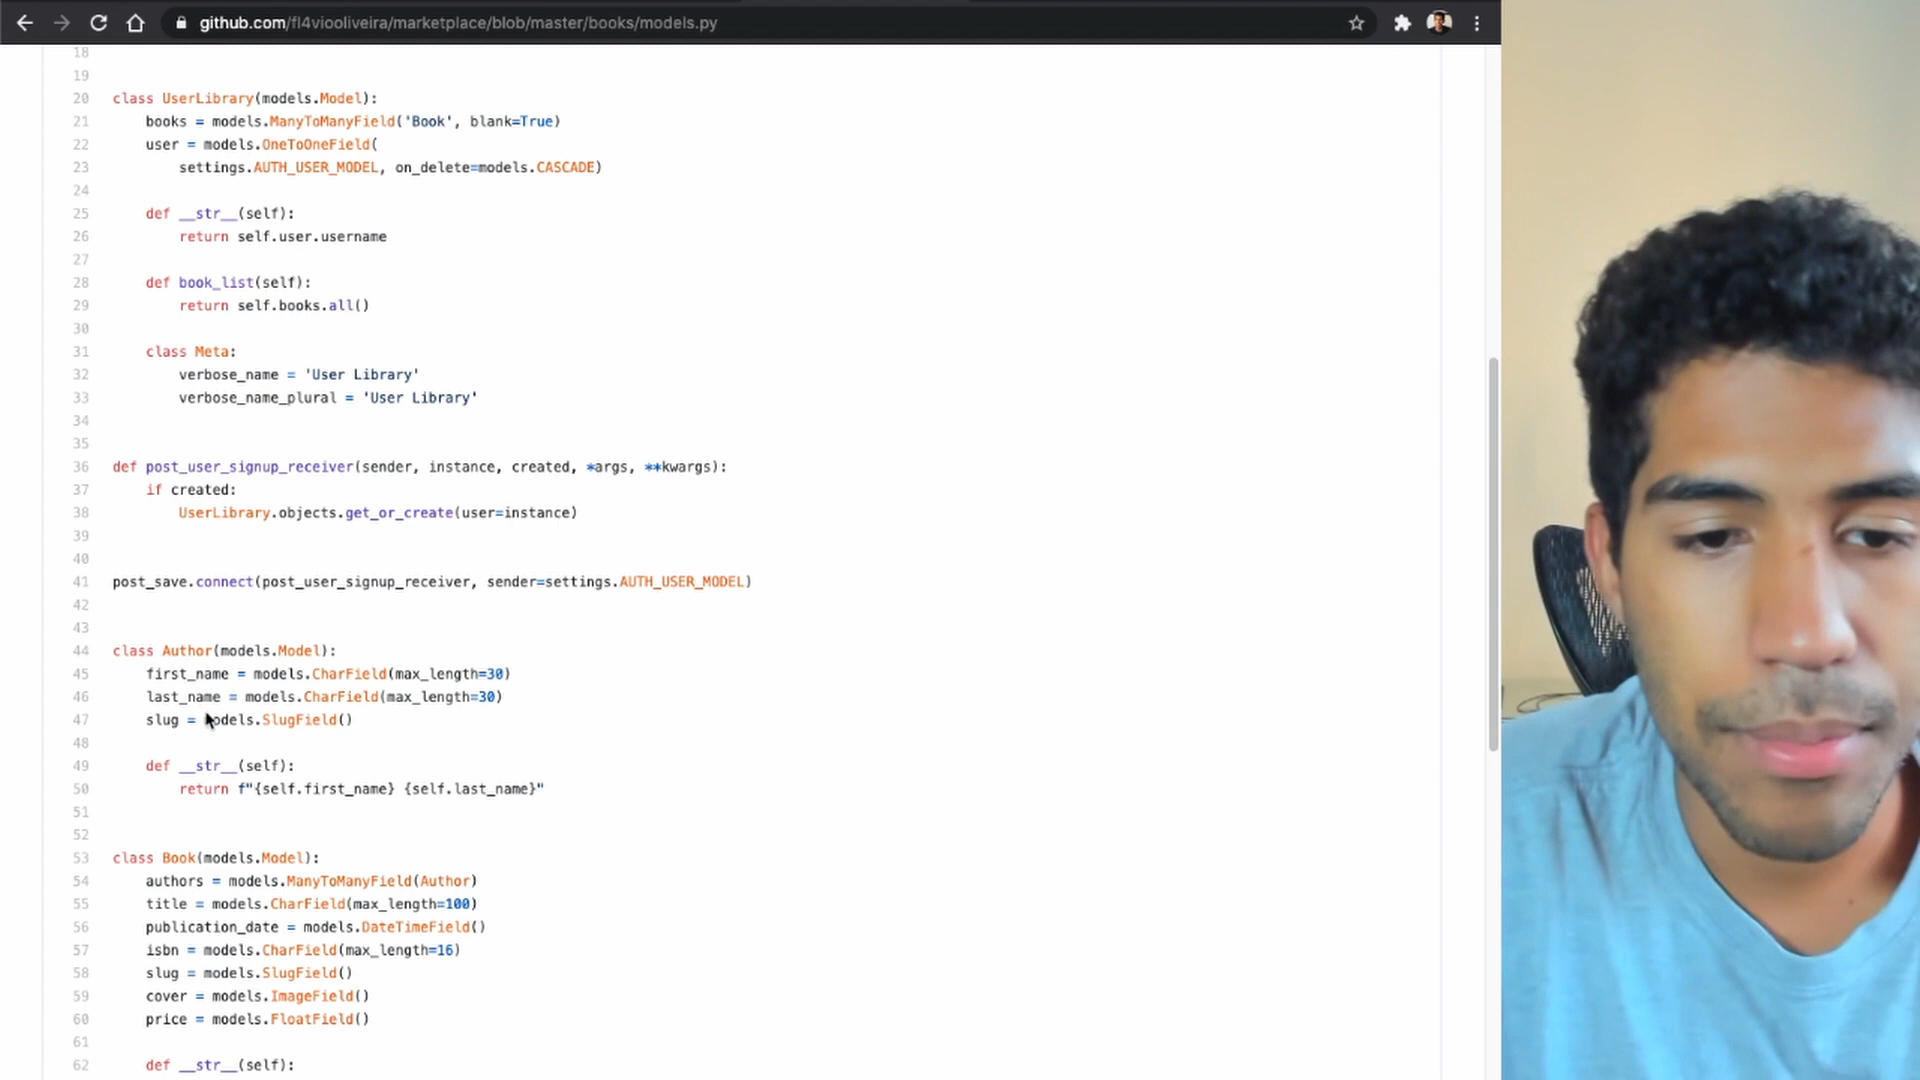 github.com/fl4viooliveira/marketplace/blob/master/books/models.py
18
19
20 class UserLibrary(models.Model):
21 books = models.ManyToManyField('Book', blank=True)
22 user = models.OneToOneField(
23 settings.AUTH_USER_MODEL, on_delete=models.CASCADE)
24
25 def __str__(self):
26 return self.user.username
27
28 def book_list(self):
29 return self.books.all()
30
31 class Meta:
32 verbose_name = 'User Library'
33 verbose_name_plural = 'User Library'
34
35
36 def post_user_signup_receiver(sender, instance, created, *args, **kwargs):
37 if created:
38 UserLibrary.objects.get_or_create(user=instance)
39
40
41 post_save.connect(post_user_signup_receiver, sender=settings.AUTH_USER_MODEL)
42
43
44 class Author(models.Model):
45 first_name = models.CharField(max_length=30)
46 last_name = models.CharField(max_length=30)
47 slug = models.SlugField()
48
49 def __str__(self):
50 return f"{self.first_name} {self.last_name}"
51
52
53 class Book(models.Model):
54 authors = models.ManyToManyField(Author)
55 title = models.CharField(max_length=100)
56 publication_date = models.DateTimeField()
57 isbn = models.CharField(max_length=16)
58 slug = models.SlugField()
59 cover = models.ImageField()
60 price = models.FloatField()
61
62 def __str__(self):